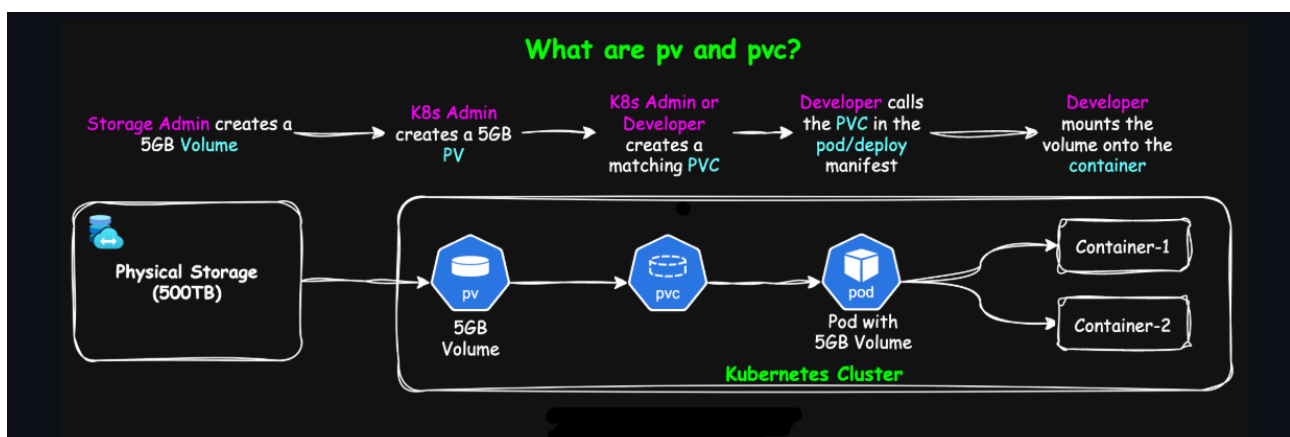 What are pv and pvc?
Storage Admin creates a
5GB Volume
K8s Admin
creates a 5GB
PV
K8s Admin or
Developer
creates a
matching PVC
Developer calls
the PVC in the
pod/deploy
manifest
Developer
mounts the
volume onto the
container
Physical Storage
(500TB)
pv
5GB
Volume
pvc
pod
Pod with
5GB Volume
Container-1
Container-2
Kubernetes Cluster